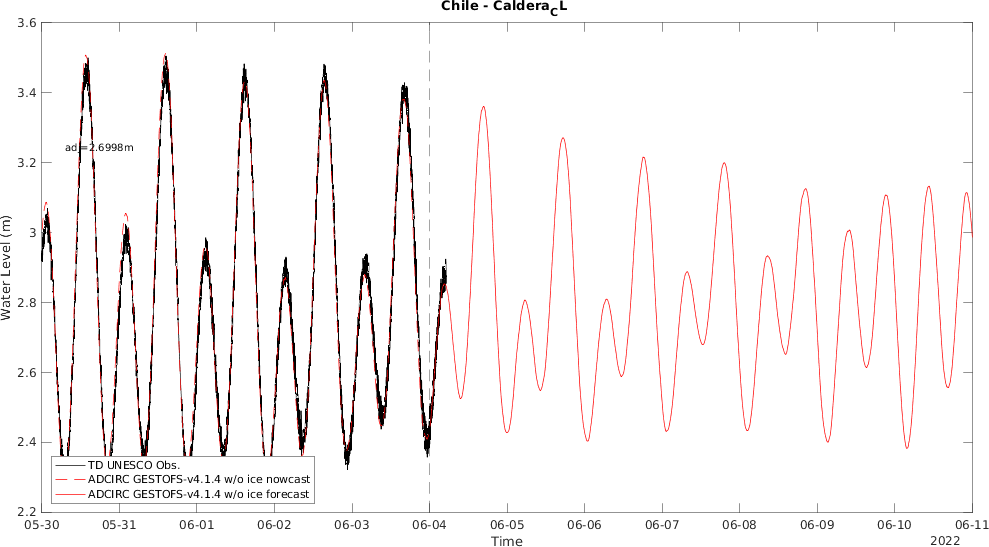 Chile - CalderaCL
3.6
3.4
3.2
3
2.8
2.6
2.4
2.2
Water Level (m)
adj=2.6998m
TD UNESCO Obs.
ADCIRC GESTOFS-v4.1.4 w/o ice nowcast
ADCIRC GESTOFS-v4.1.4 w/o ice forecast
05-30 05-31 06-01 06-02 06-03 06-04 06-05 06-06 06-07 06-08 06-09 06-10 06-11
Time
2022